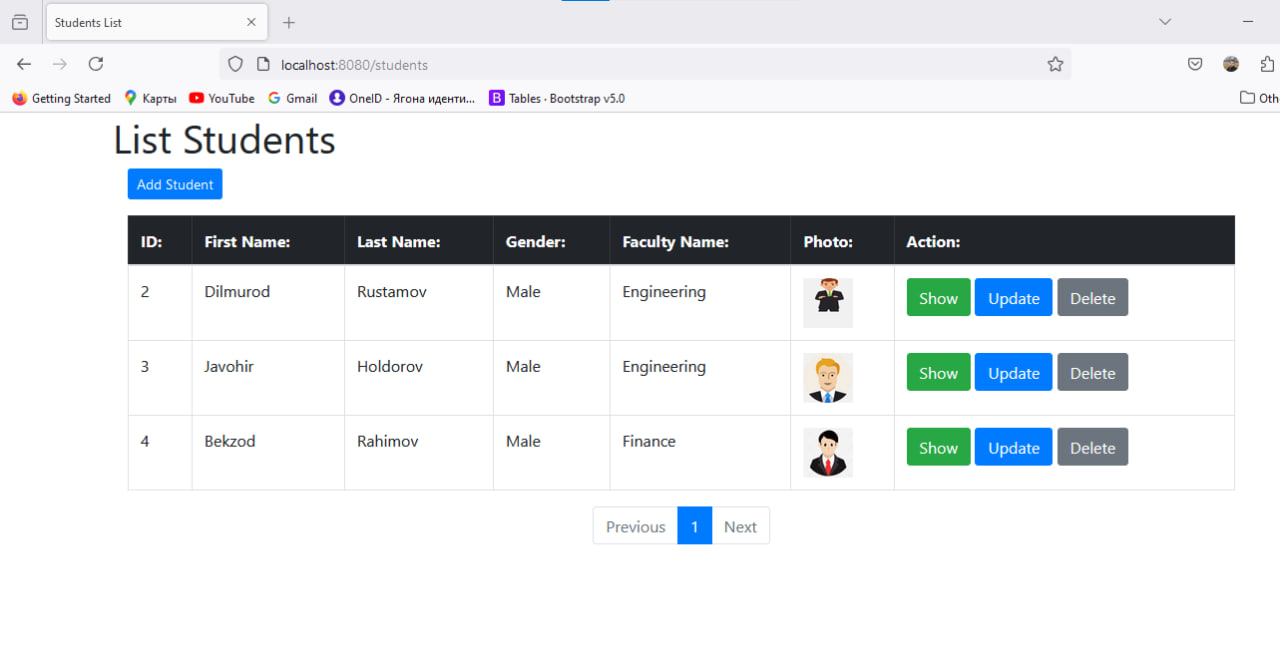 Students List
localhost:8080/students
Getting Started Карты YouTube Gmail OneID - Ягона иденти... B Tables · Bootstrap v5.0 Oth
List Students
Add Student
ID: First Name: Last Name: Gender: Faculty Name: Photo: Action:
2 Dilmurod Rustamov Male Engineering Show Update Delete
3 Javohir Holdorov Male Engineering Show Update Delete
4 Bekzod Rahimov Male Finance Show Update Delete
Previous 1 Next